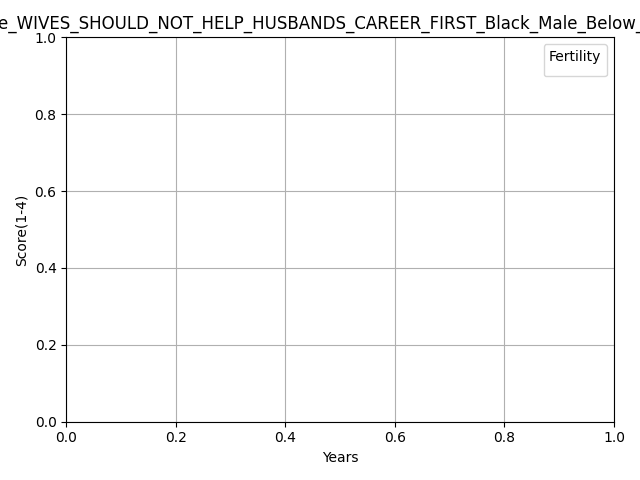 e_WIVES_SHOULD_NOT_HELP_HUSBANDS_CAREER_FIRST_Black_Male_Below_
Fertility
1.0
0.8
0.6
0.4
0.2
0.0
Score(1-4)
0.0 0.2 0.4 0.6 0.8 1.0
Years